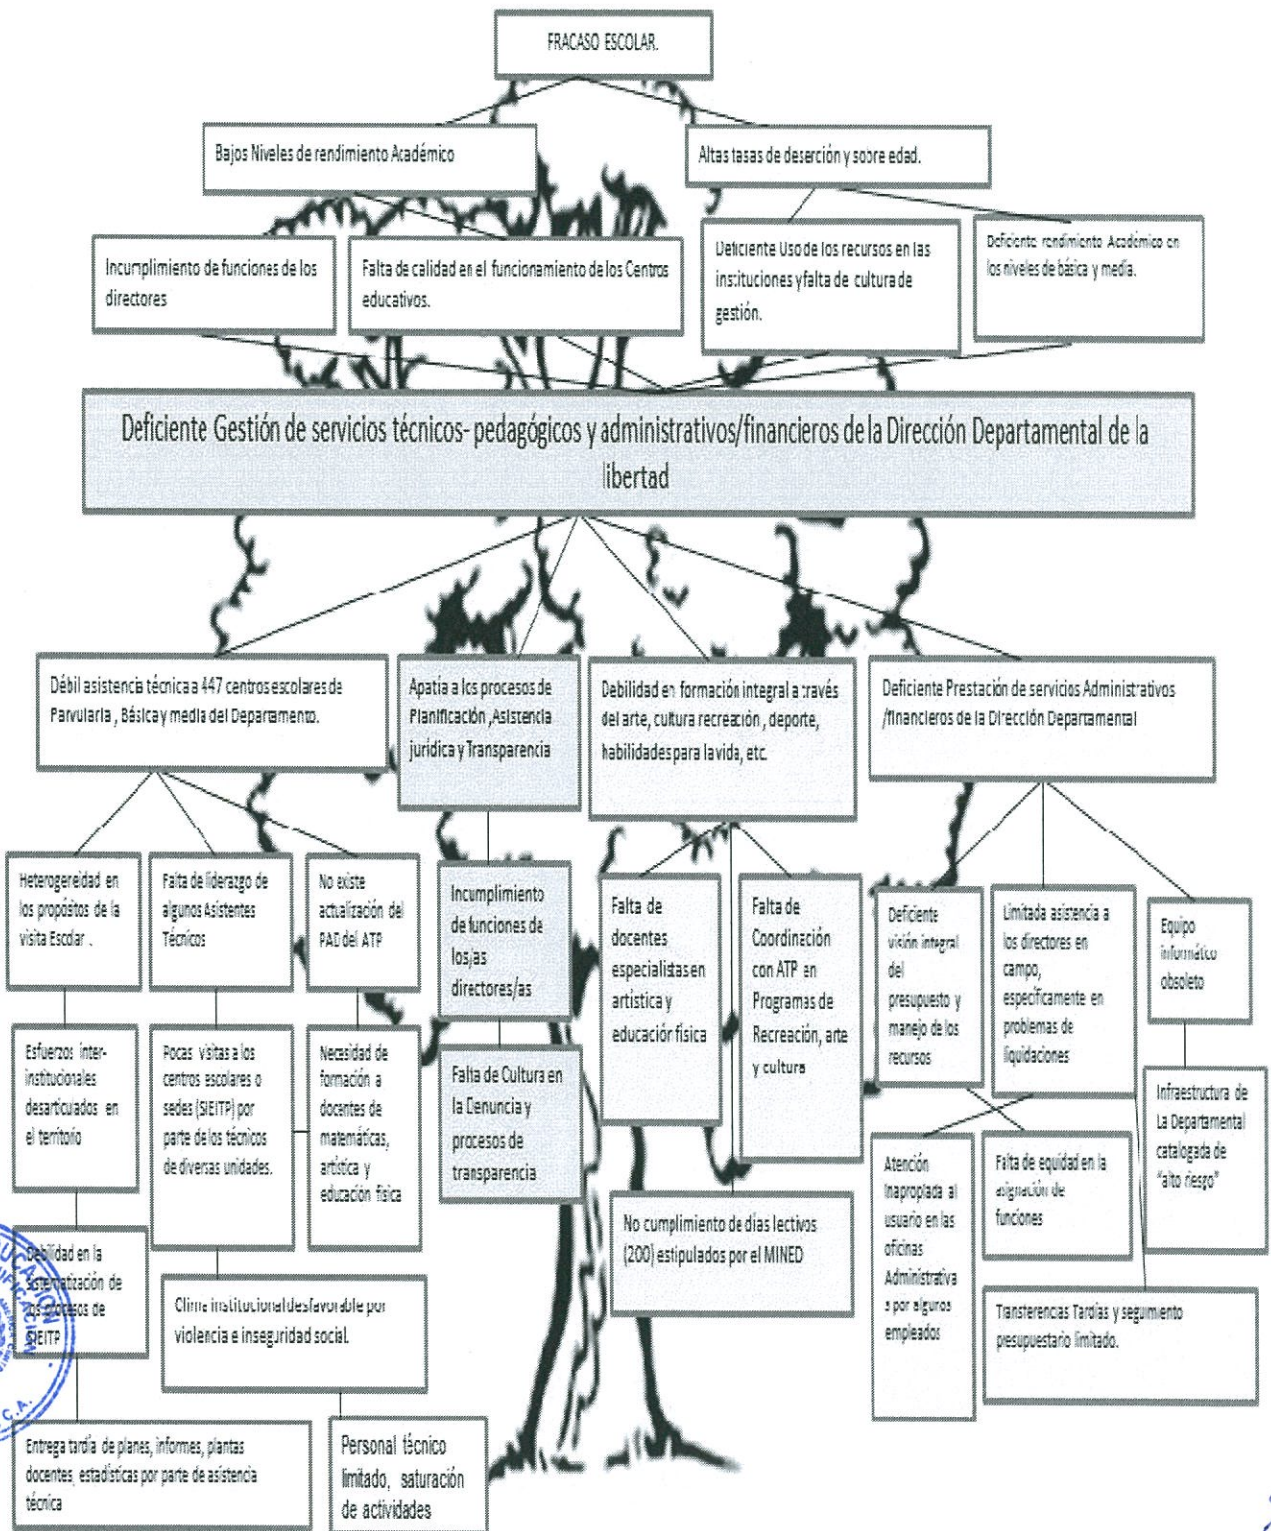 FRACASO ESCOLAR.
Bajos Niveles de rendimiento Académico
Altas tasas de deserción y sobre edad.
Incumplimiento de funciones de los
directores
Falta de calidad en el funcionamiento de los Centros
educativos.
Deficiente Uso de los recursos en las
instituciones y falta de cultura de
gestión.
Deficiente rendimiento Académico en
los niveles de básica y media.
Deficiente Gestión de servicios técnicos- pedagógicos y administrativos/financieros de la Dirección Departamental de la
libertad
Débil asistencia técnica a 447 centros escolares de
Parvularia , Básica y media del Departamento.
Apatía a los procesos de
Planificación ,Asistencia
jurídica y Transparencia
Debilidad en formación integral a través
del arte, cultura recreación , deporte,
habilidades para la vida, etc.
Deficiente Prestación de servicios Administrativos
/financieros de la Dirección Departamental
Heterogereidad en
los propósitos de la
visita Escolar .
Falta de liderazgo de
algunos Asistentes
Técnicos
No existe
actualización del
PAD del ATP
Incumplimiento
de funciones de
los/as
directores/as
Falta de
docentes
especialistas en
artística y
educación física
Falta de
Coordinación
con ATP en
Programas de
Recreación, arte
y cultura
Deficiente
visión integral
del
presupuesto y
manejo de los
recursos
Limitada asistencia a
los directores en
campo,
específicamente en
problemas de
liquidaciones
Equipo
informático
obsoleto
Esfuerzos inter-
institucionales
desarticulados en
el territorio
Pocas visitas a los
centros escolares o
sedes (SIEITP) por
parte de los técnicos
de diversas unidades.
Necesidad de
formación a
docentes de
matemáticas,
artística y
educación física
Falta de Cultura en
la Denuncia y
procesos de
transparencia
Infraestructura de
La Departamental
catalogada de
"alto riesgo"
Atención
Inapropiada al
usuario en las
oficinas
Administrativa
s por algunos
empleados
Falta de equidad en la
asignación de
funciones
No cumplimiento de días lectivos
(200) estipulados por el MINED
Debilidad en la
sistematización de
los procesos de
SIEITP
Clima institucional desfavorable por
violencia e inseguridad social.
Transferencias Tardías y seguimiento
presupuestario limitado.
Entrega tardía de planes, informes, plantas
docentes, estadísticas por parte de asistencia
técnica
Personal técnico
limitado, saturación
de actividades
C.A.